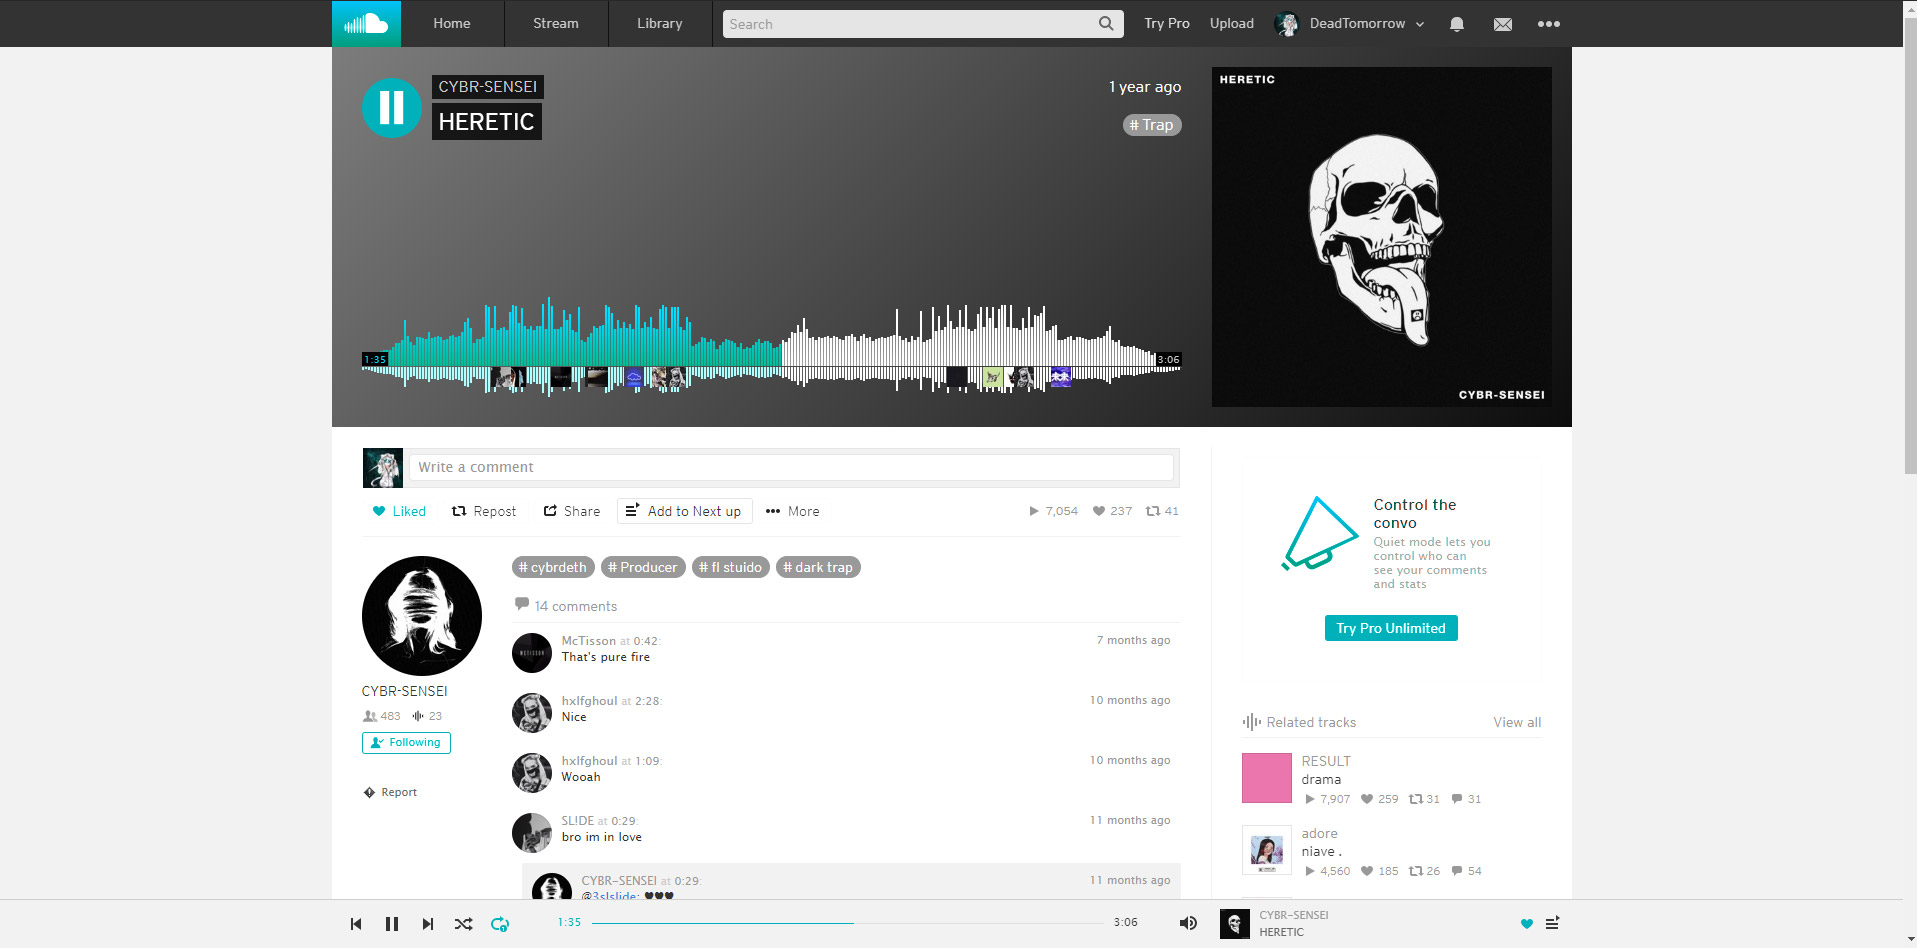 Home
Stream
Library
Search
Try Pro
Upload
DeadTomorrow
CYBR-SENSEI
HERETIC
1 year ago
# Trap
HERETIC
CYBR-SENSEI
1:35
3:06
Write a comment
Liked
Repost
Share
Add to Next up
More
7,054
237
41
CYBR-SENSEI
483
23
Following
Report
# cybrdeth
# Producer
# fl stuido
# dark trap
14 comments
McTisson at 0:42:
7 months ago
That's pure fire
hxlfghoul at 2:28:
10 months ago
Nice
hxlfghoul at 1:09:
10 months ago
Wooah
SL!DE at 0:29:
11 months ago
bro im in love
CYBR-SENSEI at 0:29:
11 months ago
@3slslide: ♥♥♥
Control the
convo
Quiet mode lets you
control who can
see your comments
and stats
Try Pro Unlimited
Related tracks
View all
RESULT
drama
7,907
259
31
31
adore
niave .
4,560
185
26
54
1:35
3:06
CYBR-SENSEI
HERETIC